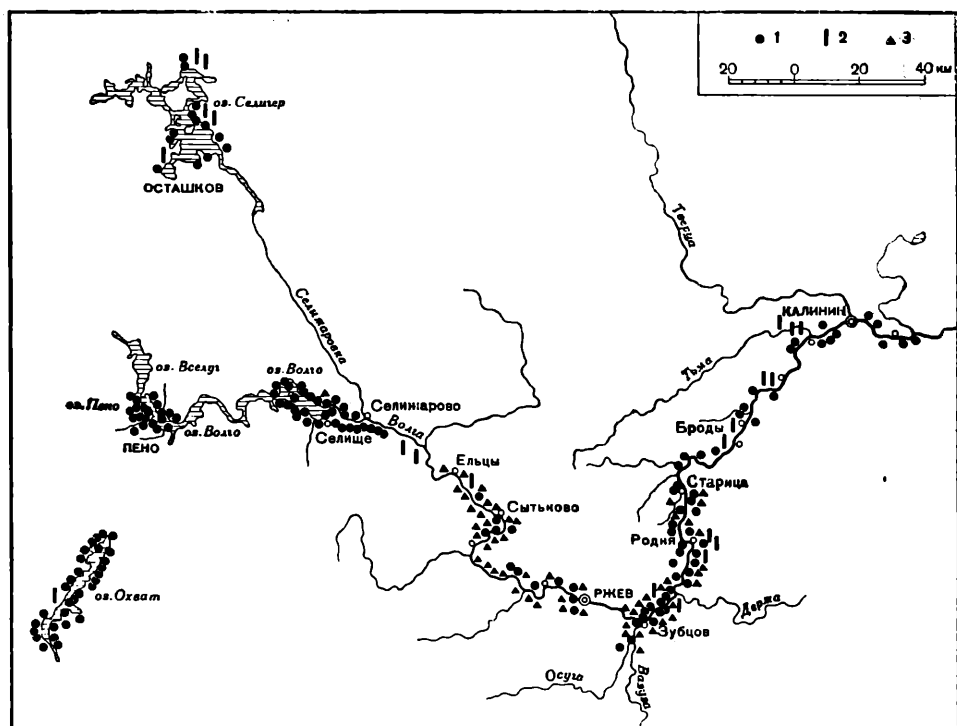 1 2 3
20 0 20 40 км
оз. Селигер
ОСТАШКОВ
Тверца
Селижаровка
КАЛИНИН
оз. Вселуг
оз. Волго
Тьма
оз. Пено
Селижарово
оз. Волго
Волга
Броды
ПЕНО
Селище
Ельцы
Старица
Сытьково
Родня
оз. Охват
РЖЕВ
Держа
Зубцов
Осуга
Вазуза